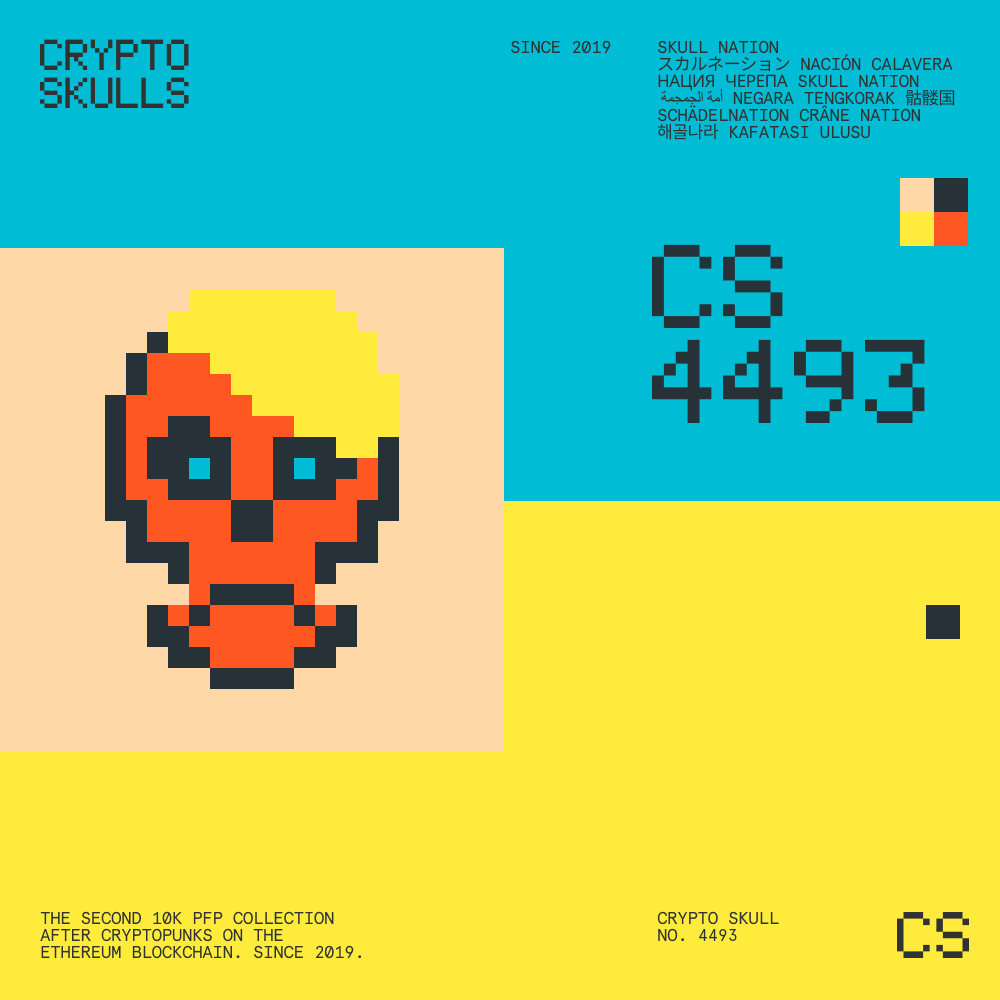 CRYPTO
SKULLS
SINCE 2019
SKULL NATION
スカルネーション NACIÓN CALAVERA
НАЦИЯ ЧЕРЕПА SKULL NATION
أمة الجمجمة NEGARA TENGKORAK 骷髅国
SCHÄDELNATION CRÂNE NATION
해골나라 KAFATASI ULUSU
CS
4493
THE SECOND 10K PFP COLLECTION
AFTER CRYPTOPUNKS ON THE
ETHEREUM BLOCKCHAIN. SINCE 2019.
CRYPTO SKULL
NO. 4493
CS